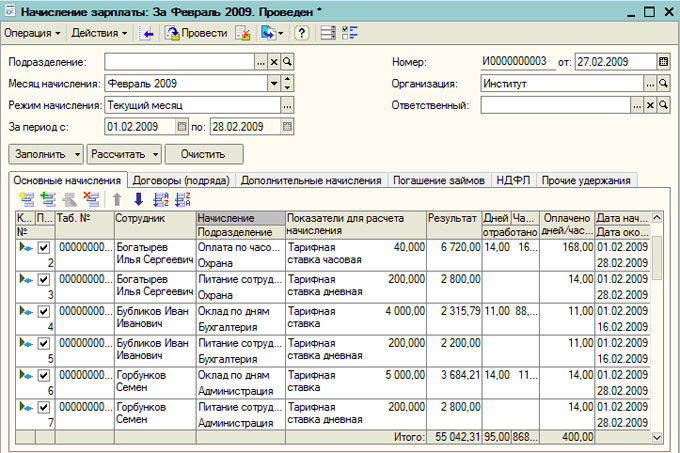 Начисление зарплаты: За Февраль 2009. Проведен *
Операция Действия Провести
Подразделение: Номер: И0000000003 от: 27.02.2009
Месяц начисления: Февраль 2009 Организация: Институт
Режим начисления: Текущий месяц Ответственный:
За период с: 01.02.2009 по: 28.02.2009
Заполнить Рассчитать Очистить
Основные начисления Договоры (подряда) Дополнительные начисления Погашение займов НДФЛ Прочие удержания
К... П... Таб. № Сотрудник Начисление Показатели для расчета начисления Результат Дней Ча... Оплачено дней/час... Дата нач...
№ Подразделение отработано Дата око...
00000000... Богатырев Оплата по часо... Тарифная 40,000 6 720,00 14,00 16... 168,00 01.02.2009
2 Илья Сергеевич Охрана ставка часовая 28.02.2009
00000000... Богатырев Питание сотруд... Тарифная 200,000 2 800,00 14,00 01.02.2009
3 Илья Сергеевич Охрана ставка дневная 28.02.2009
00000000... Бубликов Иван Оклад по дням Тарифная 4 000,00 2 315,79 11,00 88,... 11,00 01.02.2009
4 Иванович Бухгалтерия ставка 16.02.2009
00000000... Бубликов Иван Питание сотруд... Тарифная 200,000 2 200,00 11,00 01.02.2009
5 Иванович Бухгалтерия ставка дневная 16.02.2009
00000000... Горбунков Оклад по дням Тарифная 5 000,00 3 684,21 14,00 11... 14,00 01.02.2009
6 Семен Администрация ставка 28.02.2009
00000000... Горбунков Питание сотруд... Тарифная 200,000 2 800,00 14,00 01.02.2009
7 Семен Администрация ставка дневная 28.02.2009
Итого: 55 042,31 95,00 868... 400,00